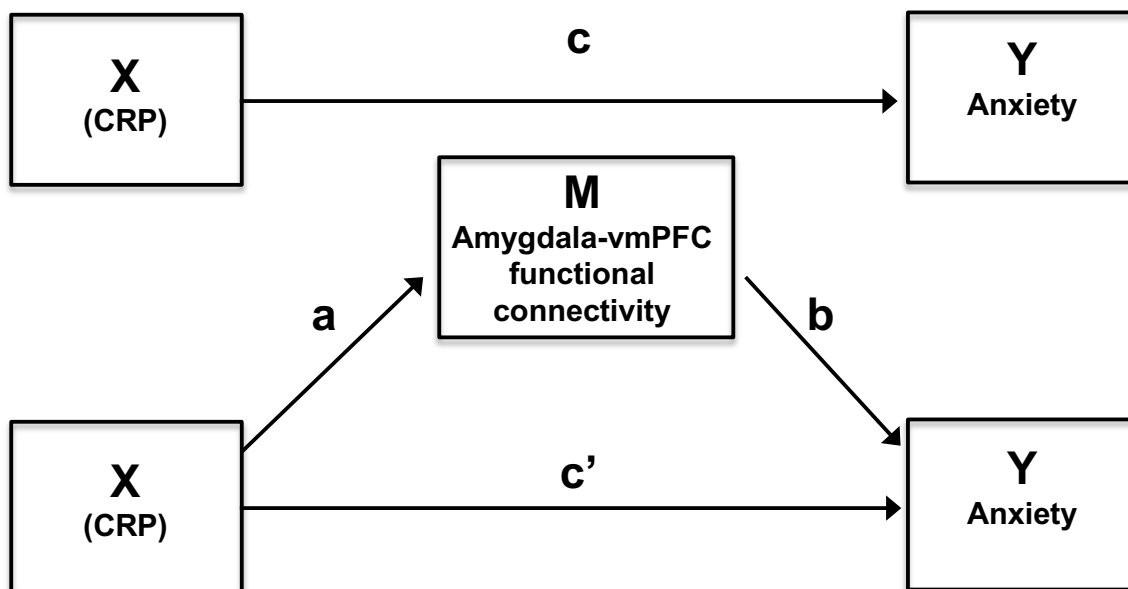 X
(CRP)
c
Y
Anxiety
M
Amygdala-vmPFC
functional
connectivity
a
b
X
(CRP)
c’
Y
Anxiety